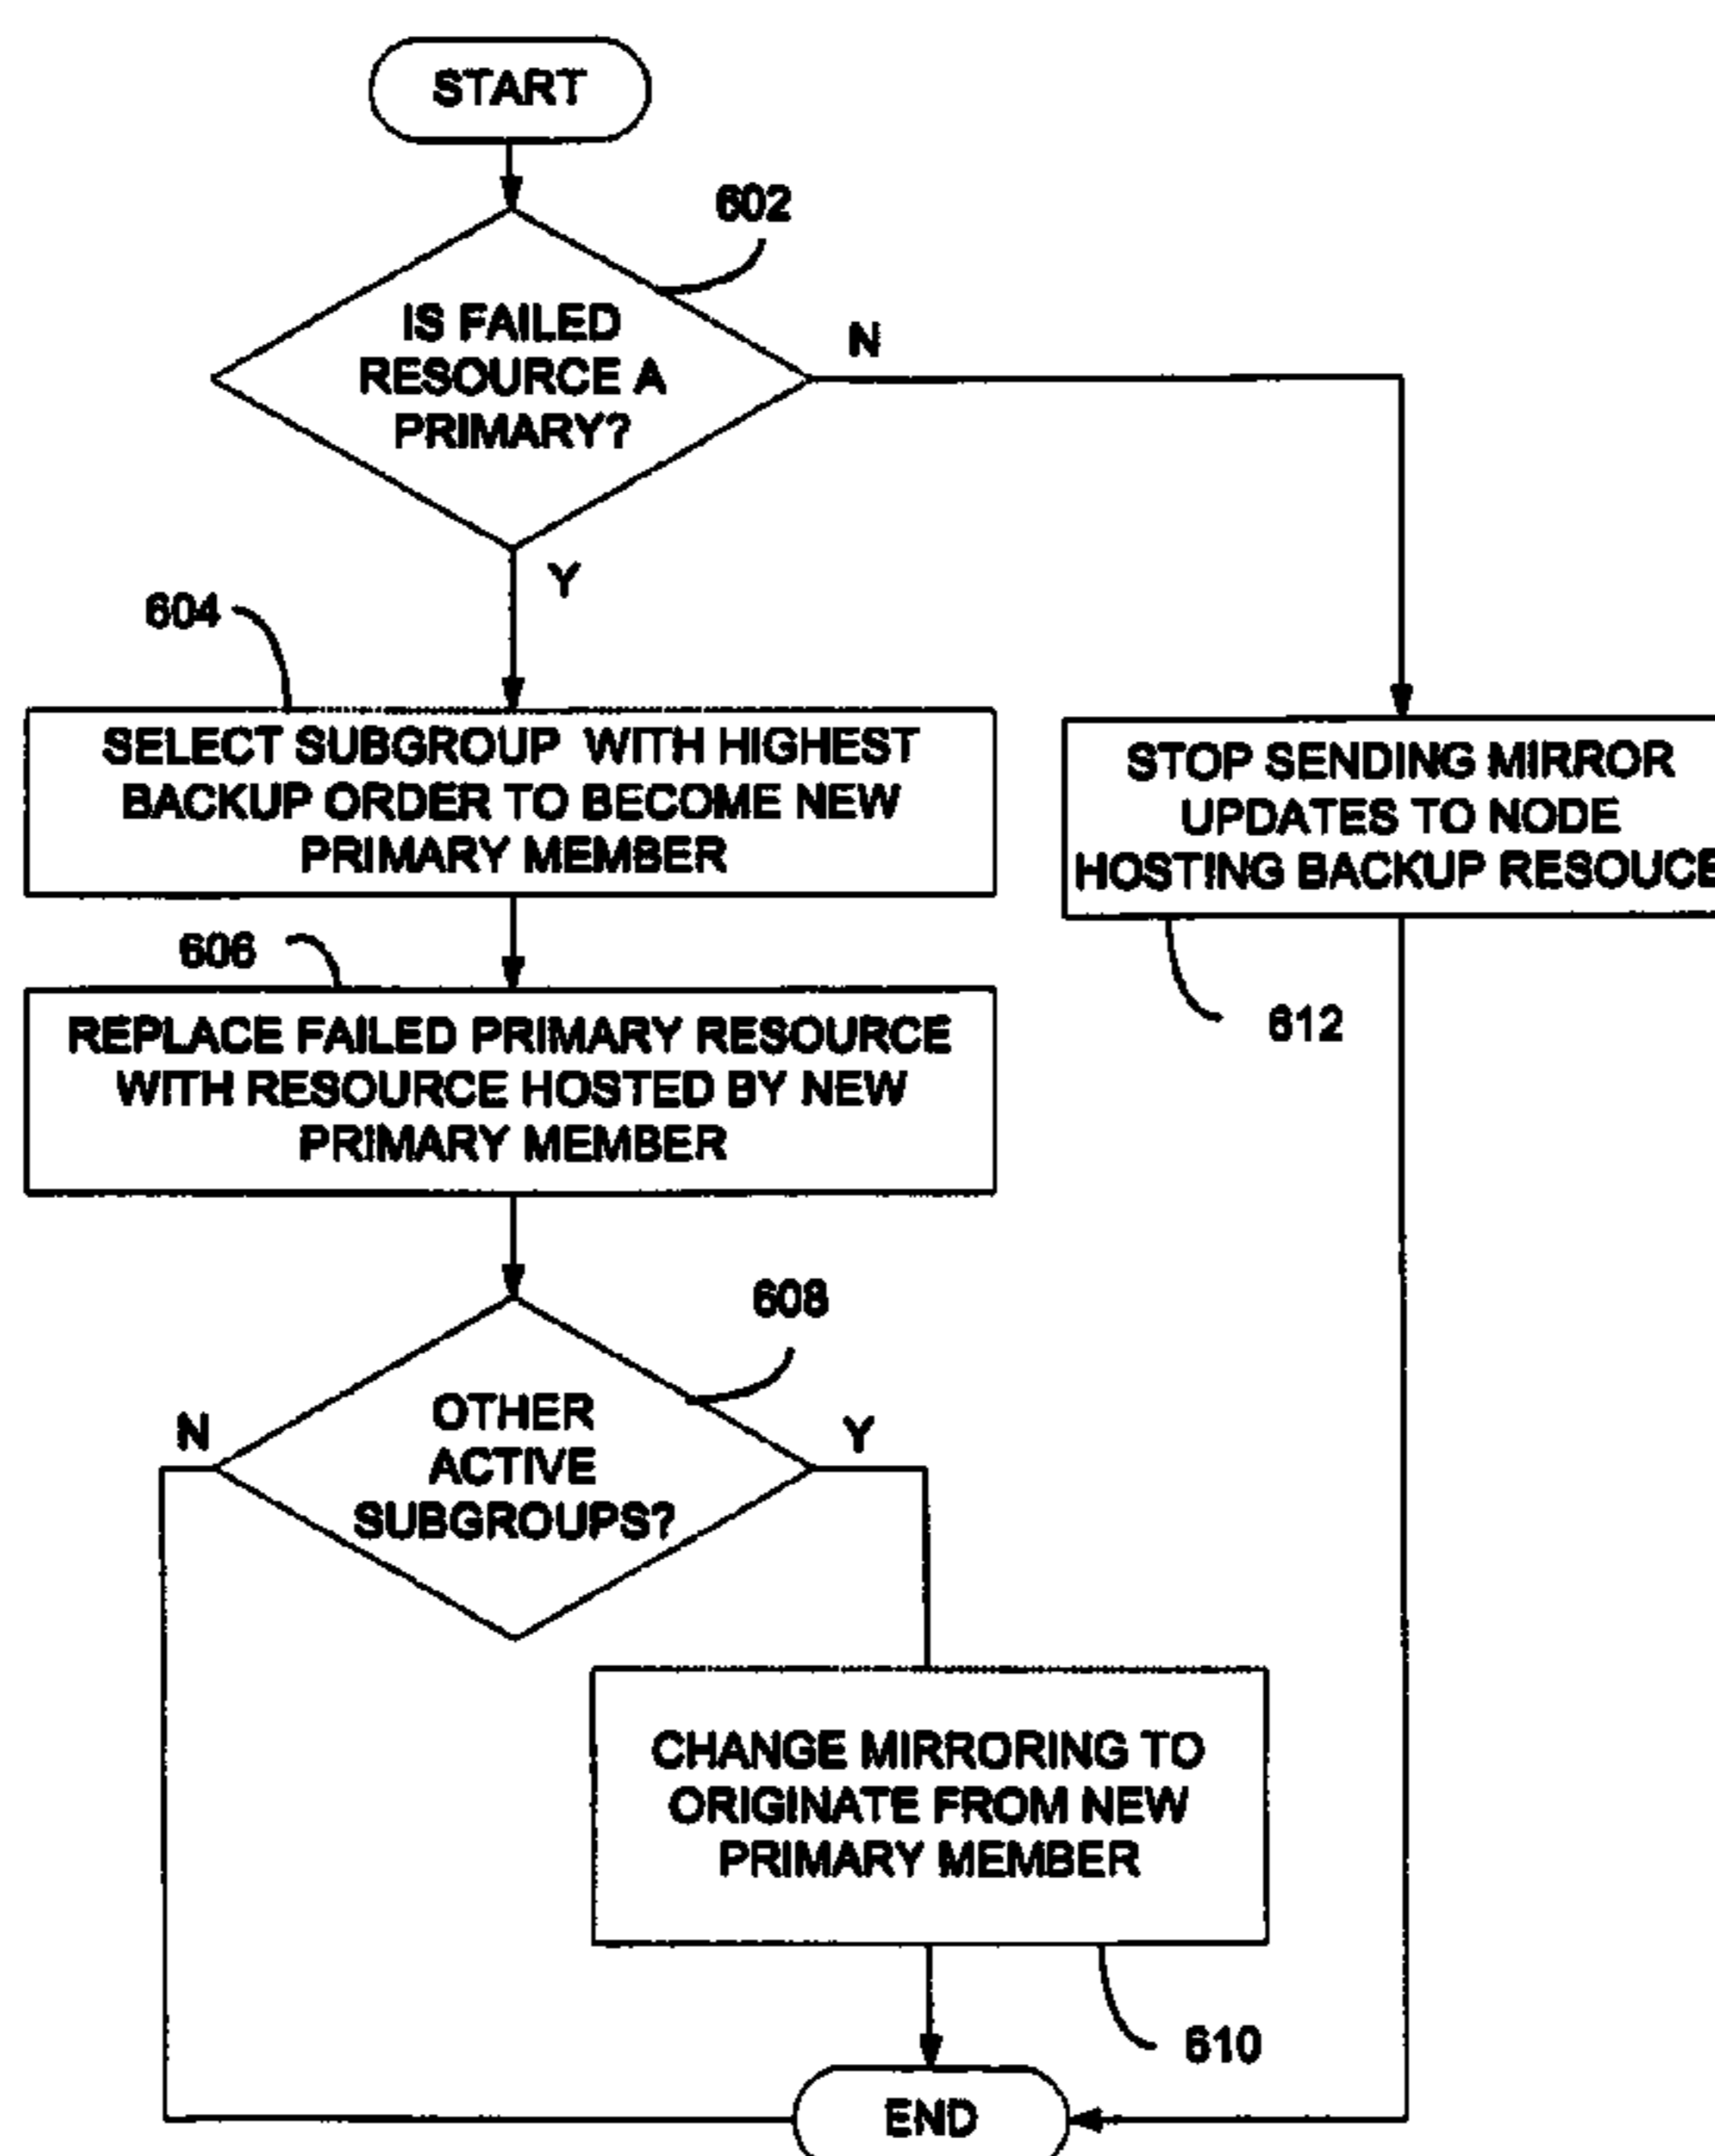 START
602
IS FAILED
RESOURCE A
PRIMARY?
N
Y
604
SELECT SUBGROUP WITH HIGHEST
BACKUP ORDER TO BECOME NEW
PRIMARY MEMBER
STOP SENDING MIRROR
UPDATES TO NODE
HOSTING BACKUP RESOUCE
606
612
REPLACE FAILED PRIMARY RESOURCE
WITH RESOURCE HOSTED BY NEW
PRIMARY MEMBER
608
OTHER
ACTIVE
SUBGROUPS?
N
Y
CHANGE MIRRORING TO
ORIGINATE FROM NEW
PRIMARY MEMBER
610
END